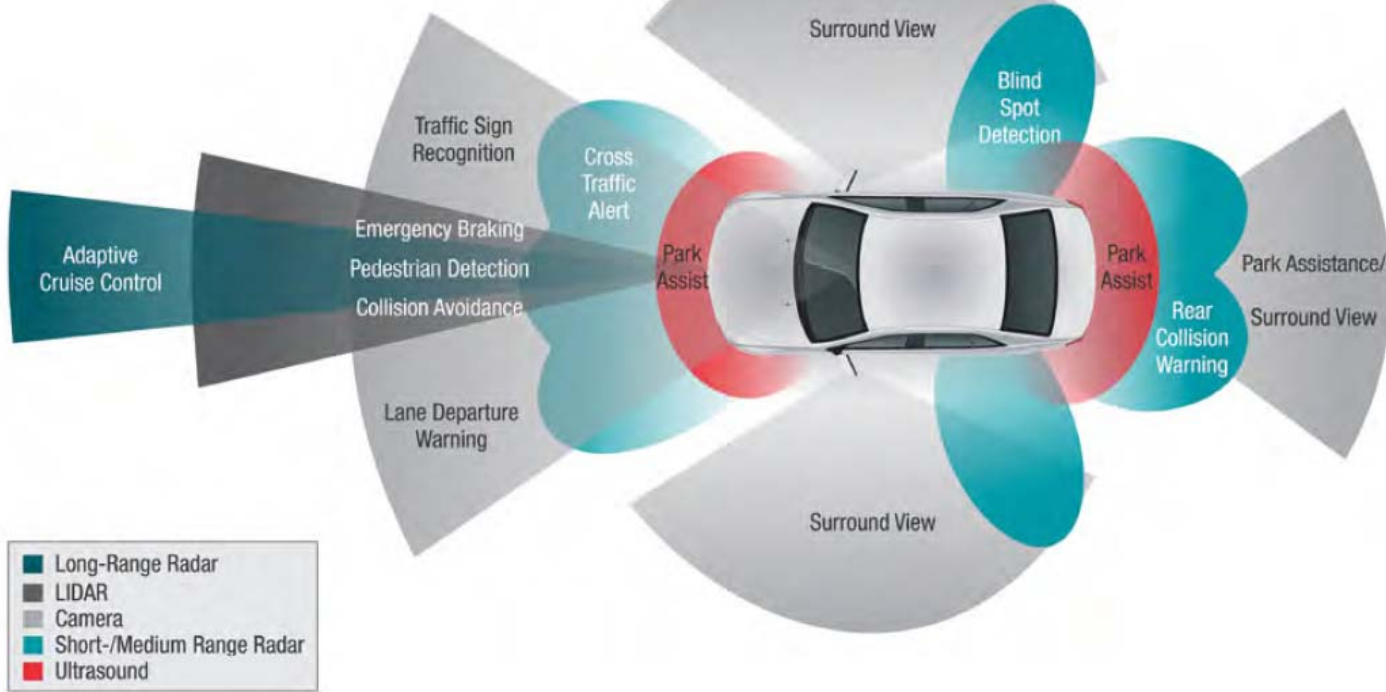 Surround View
Blind
Spot
Detection
Traffic Sign
Recognition
Cross
Traffic
Alert
Emergency Braking
Adaptive
Cruise Control
Pedestrian Detection
Collision Avoidance
Park
Assist
Park
Assist
Park Assistance/
Surround View
Rear
Collision
Warning
Lane Departure
Warning
Surround View
Long-Range Radar
LIDAR
Camera
Short-/Medium Range Radar
Ultrasound